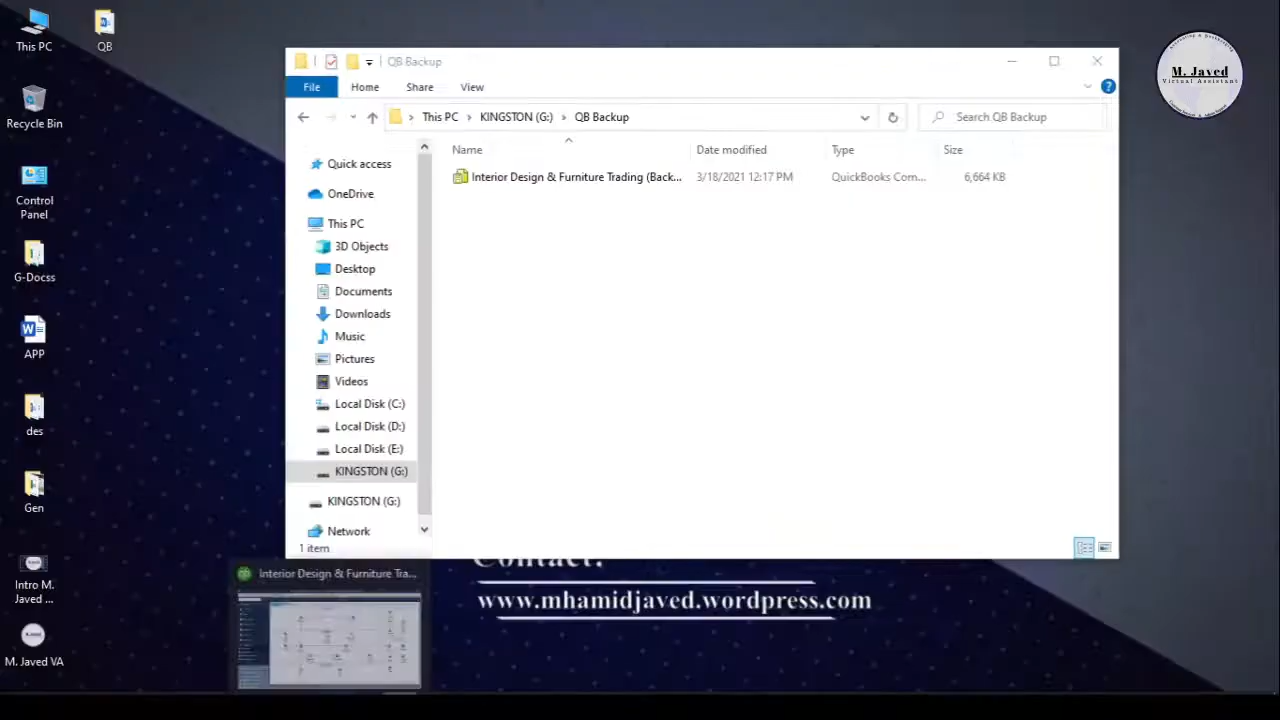 This PC
QB
Recycle Bin
Control
Panel
G-Docss
APP
des
Gen
Intro M.
Javed ...
M. Javed VA
QB Backup
File
Home
Share
View
This PC
KINGSTON (G:)
QB Backup
Search QB Backup
Name
Date modified
Type
Size
Interior Design & Furniture Trading (Back...
3/18/2021 12:17 PM
QuickBooks Com...
6,664 KB
Quick access
OneDrive
This PC
3D Objects
Desktop
Documents
Downloads
Music
Pictures
Videos
Local Disk (C:)
Local Disk (D:)
Local Disk (E:)
KINGSTON (G:)
KINGSTON (G:)
Network
1 item
Interior Design & Furniture Tra...
Contact:
www.mhamidjaved.wordpress.com
M. Javed
Virtual Assistant